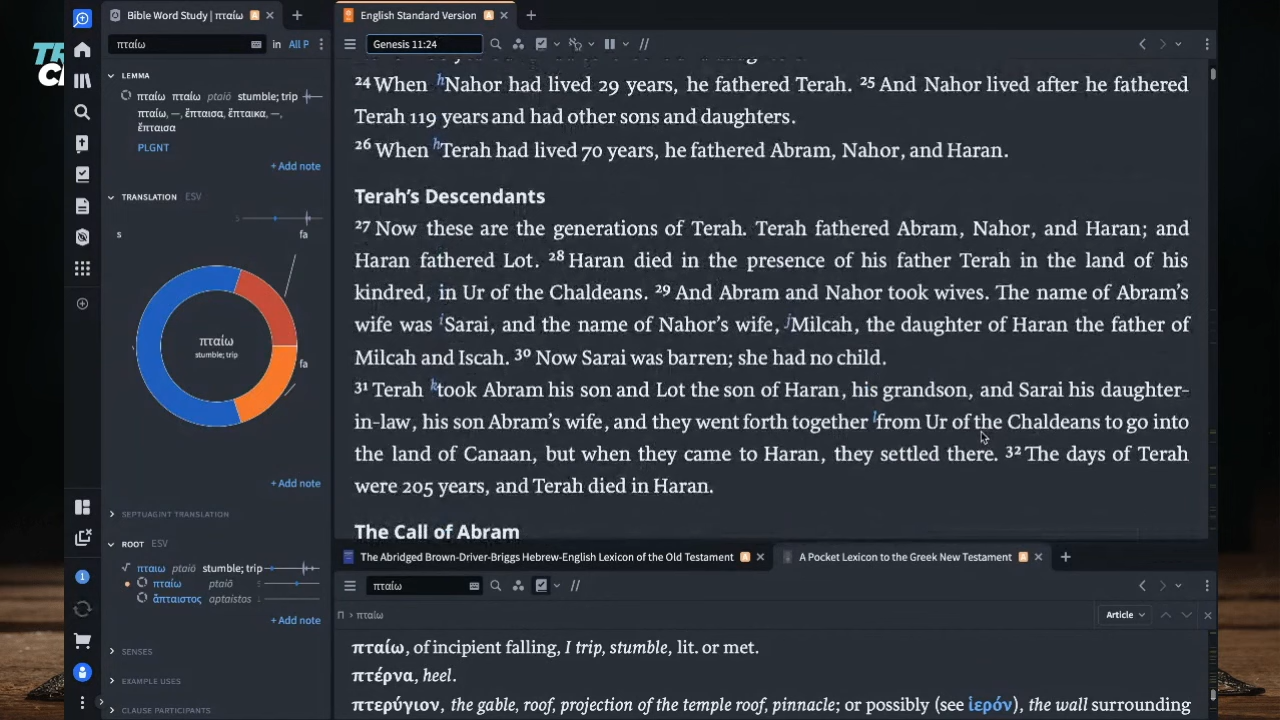 Bible Word Study | πταίω A
πταίω in All P
LEMMA
πταίω πταίω ptaiō stumble; trip
πταίω, —, ἔπταισα, ἔπταικα, —,
ἔπταισα
PLGNT
+ Add note
TRANSLATION ESV
s
s fa
πταίω
stumble; trip
fa
+ Add note
SEPTUAGINT TRANSLATION
ROOT ESV
πταιω ptaiō stumble; trip
πταίω ptaiō s
ἄπταιστος aptaistos
+ Add note
SENSES
EXAMPLE USES
CLAUSE PARTICIPANTS
1
English Standard Version A
Genesis 11:24
24 When h Nahor had lived 29 years, he fathered Terah. 25 And Nahor lived after he fathered
Terah 119 years and had other sons and daughters.
26 When h Terah had lived 70 years, he fathered Abram, Nahor, and Haran.
Terah’s Descendants
27 Now these are the generations of Terah. Terah fathered Abram, Nahor, and Haran; and
Haran fathered Lot. 28 Haran died in the presence of his father Terah in the land of his
kindred, in Ur of the Chaldeans. 29 And Abram and Nahor took wives. The name of Abram’s
wife was i Sarai, and the name of Nahor’s wife, j Milcah, the daughter of Haran the father of
Milcah and Iscah. 30 Now Sarai was barren; she had no child.
31 Terah k took Abram his son and Lot the son of Haran, his grandson, and Sarai his daughter-
in-law, his son Abram’s wife, and they went forth together l from Ur of the Chaldeans to go into
the land of Canaan, but when they came to Haran, they settled there. 32 The days of Terah
were 205 years, and Terah died in Haran.
The Call of Abram
The Abridged Brown-Driver-Briggs Hebrew-English Lexicon of the Old Testament A
A Pocket Lexicon to the Greek New Testament A
πταίω
Π › πταίω
Article
πταίω, of incipient falling, I trip, stumble, lit. or met.
πτέρνα, heel.
πτερύγιον, the gable, roof, projection of the temple roof, pinnacle; or possibly (see ἱερόν), the wall surrounding